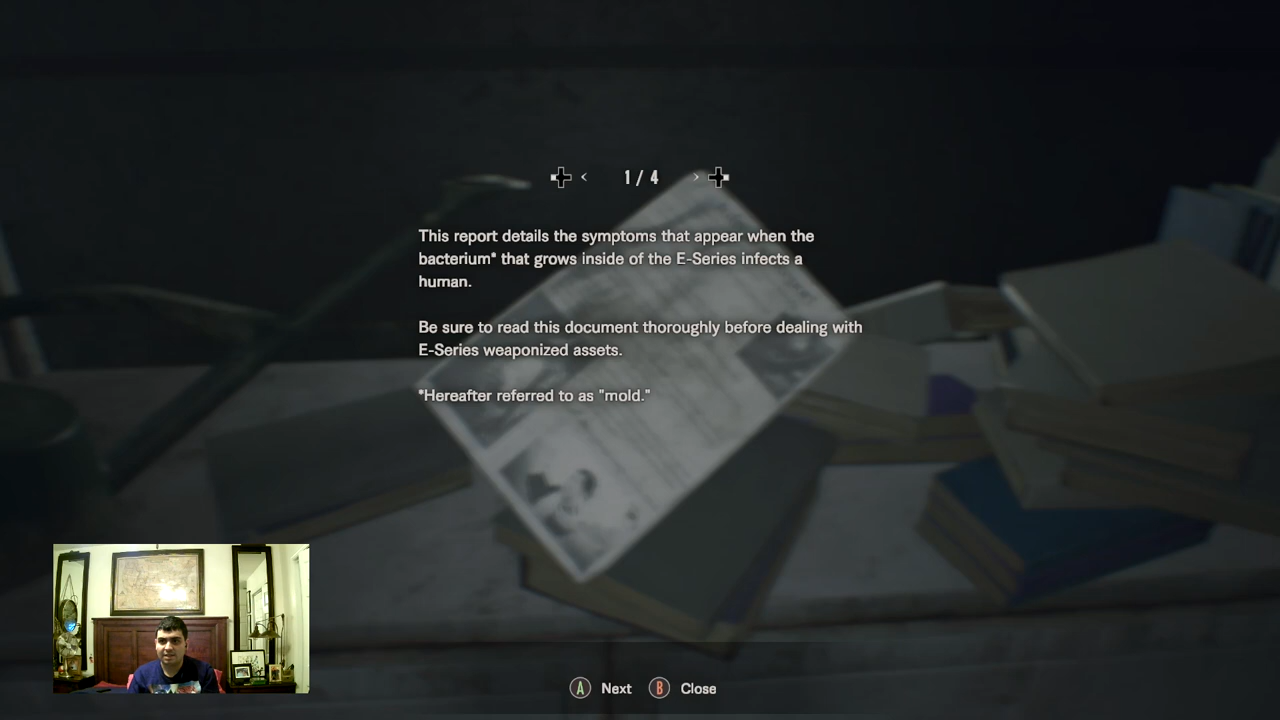 < 1 / 4 >
This report details the symptoms that appear when the
bacterium* that grows inside of the E-Series infects a
human.
Be sure to read this document thoroughly before dealing with
E-Series weaponized assets.
*Hereafter referred to as "mold."
A Next B Close